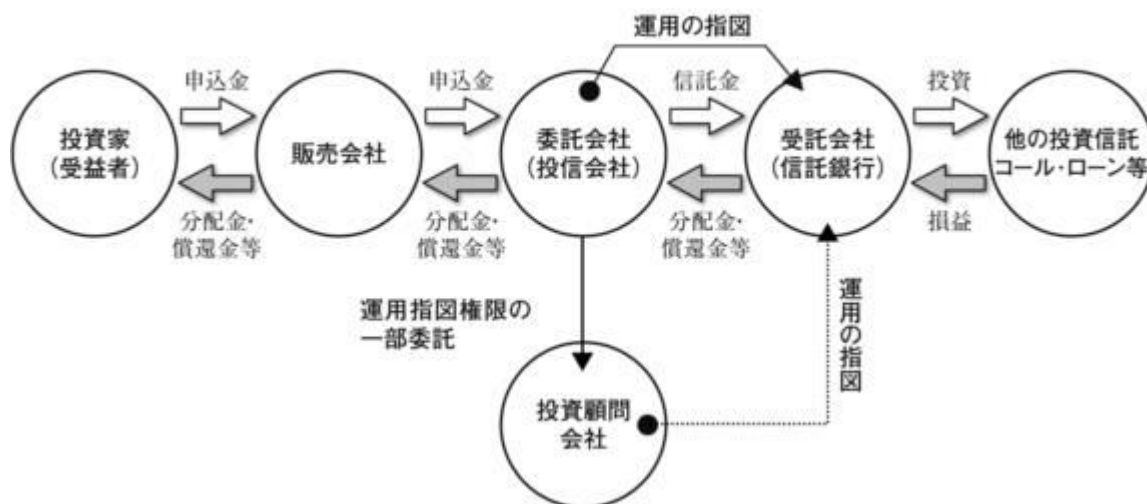 運用の指図
申込金
申込金
信託金
投資
投資家
(受益者)
販売会社
委託会社
(投信会社)
受託会社
(信託銀行)
他の投資信託
コール・ローン等
分配金・
償還金等
分配金・
償還金等
分配金・
償還金等
損益
運用指図権限の
一部委託
運用の指図
投資顧問
会社